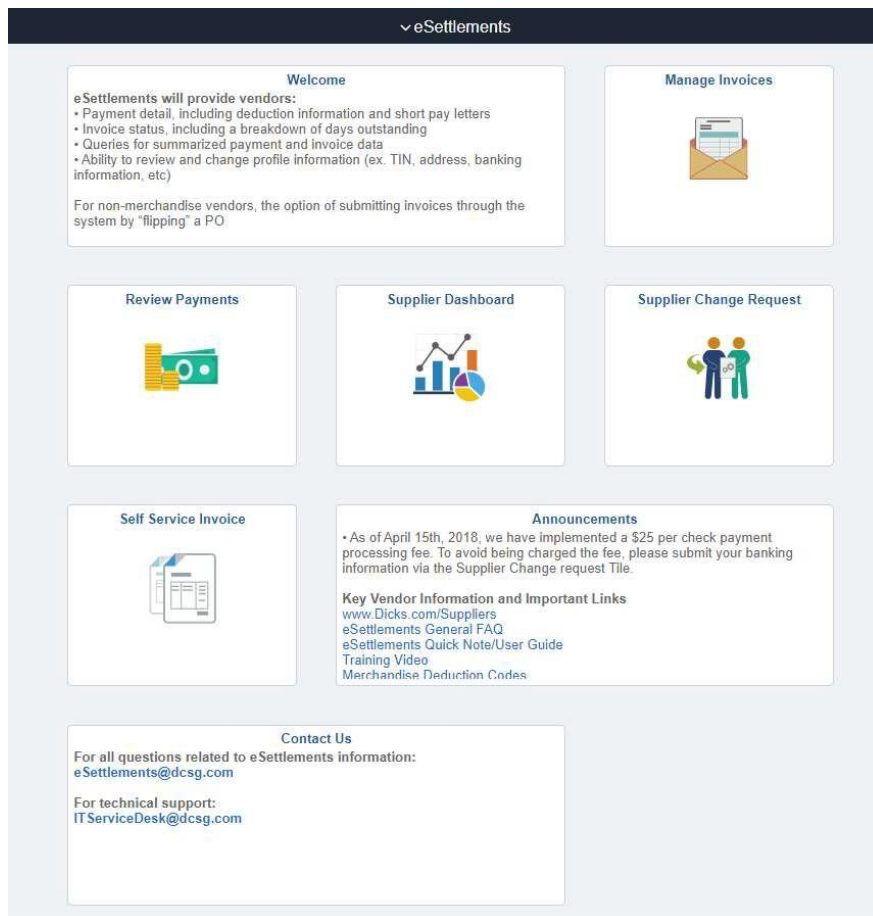 eSettlements
Welcome
eSettlements will provide vendors:
• Payment detail, including deduction information and short pay letters
• Invoice status, including a breakdown of days outstanding
• Queries for summarized payment and invoice data
• Ability to review and change profile information (ex. TIN, address, banking
information, etc)
For non-merchandise vendors, the option of submitting invoices through the
system by "flipping" a PO
Manage Invoices
Review Payments
Supplier Dashboard
Supplier Change Request
Self Service Invoice
Announcements
• As of April 15th, 2018, we have implemented a $25 per check payment
processing fee. To avoid being charged the fee, please submit your banking
information via the Supplier Change request Tile.
Key Vendor Information and Important Links
www.Dicks.com/Suppliers
eSettlements General FAQ
eSettlements Quick Note/User Guide
Training Video
Merchandise Deduction Codes
Contact Us
For all questions related to eSettlements information:
eSettlements@dcsg.com
For technical support:
ITServiceDesk@dcsg.com